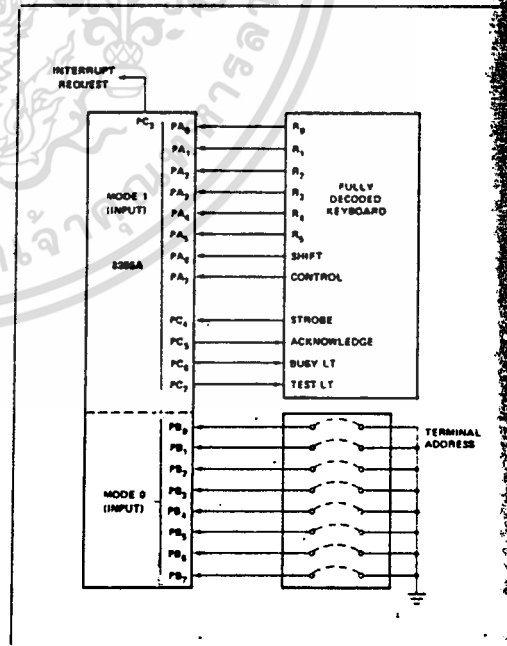 INTERRUPT
REQUEST
PC3
MODE 1
(INPUT)
8255A
PA0
PA1
PA2
PA3
PA4
PA5
PA6
PA7
PC4
PC5
PC6
PC7
R0
R1
R2
R3
R4
R5
SHIFT
CONTROL
STROBE
ACKNOWLEDGE
BUSY LT
TEST LT
FULLY
DECODED
KEYBOARD
MODE 0
(INPUT)
PB0
PB1
PB2
PB3
PB4
PB5
PB6
PB7
TERMINAL
ADDRESS